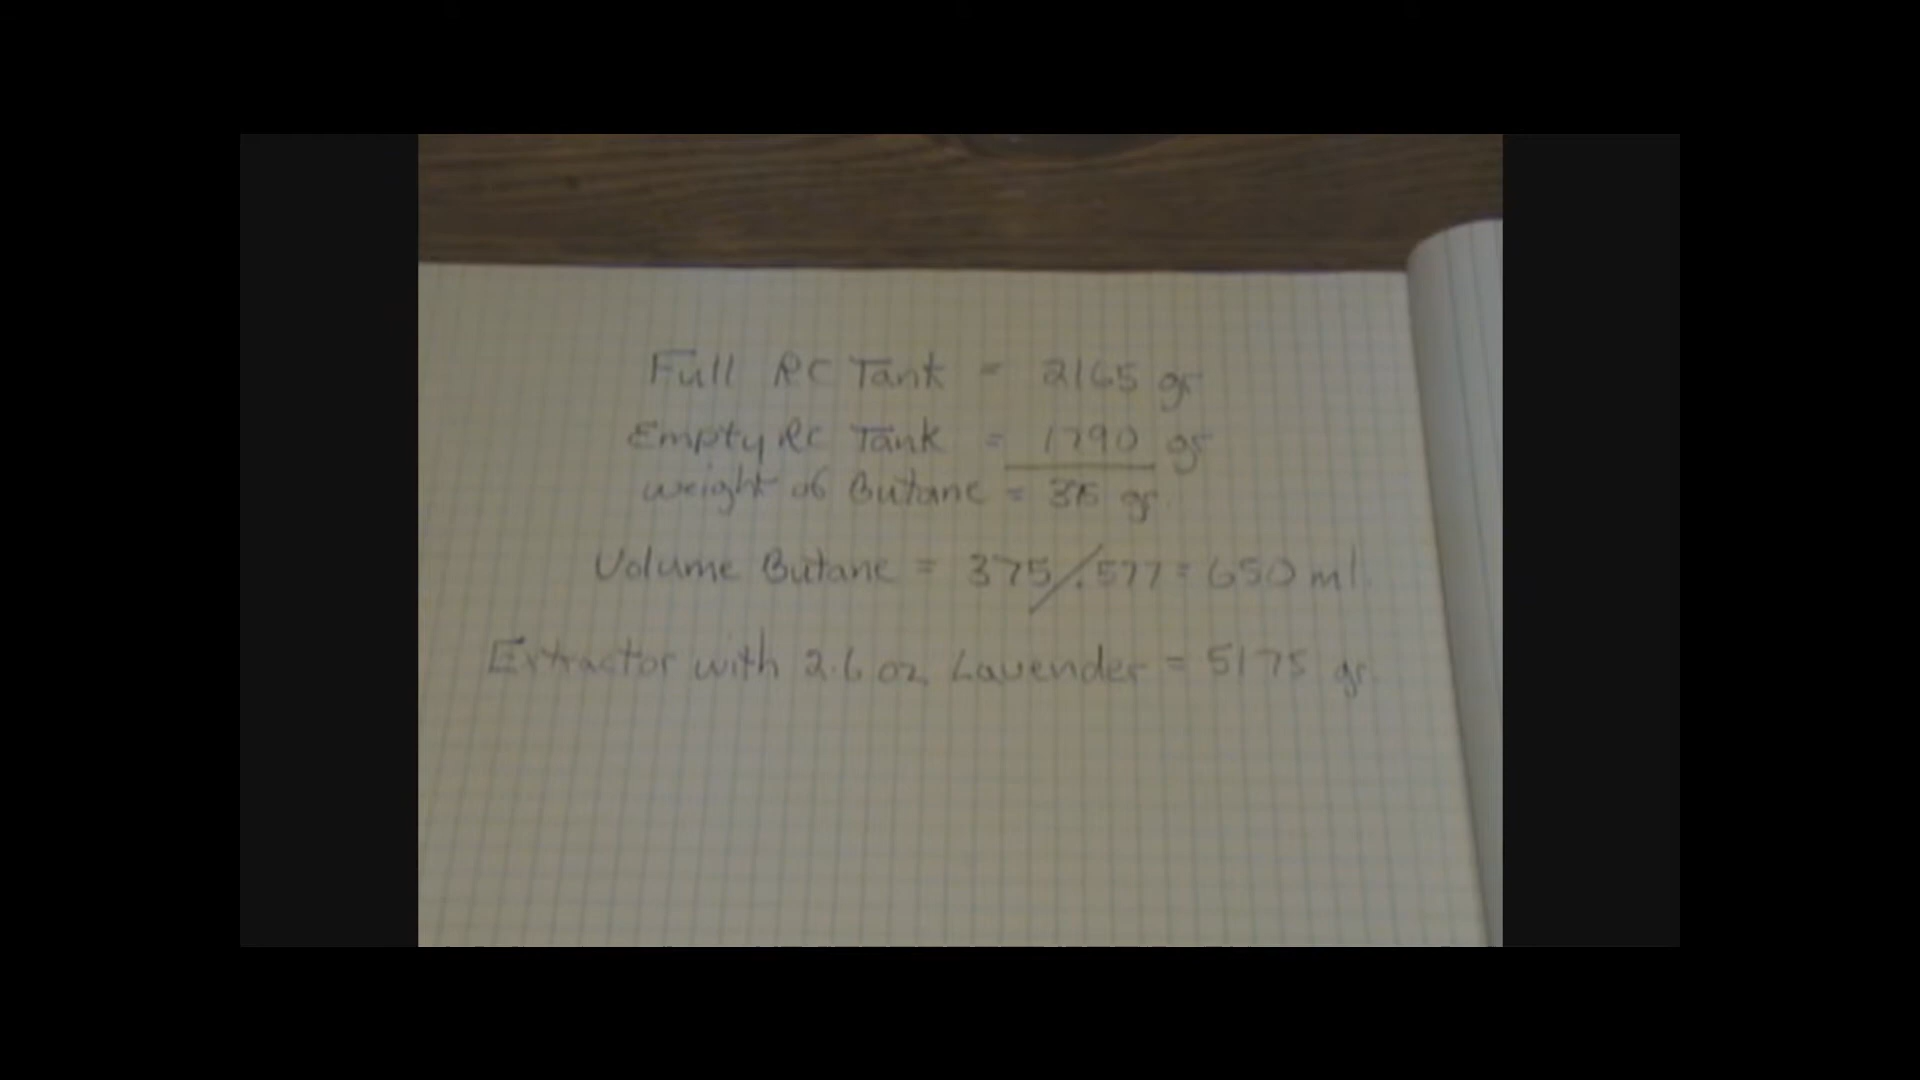 Full RC Tank = 2165 gr
Empty RC Tank = 1790 gr
weight of Butane = 375 gr.
Volume Butane = 375/.577 = 650 ml.
Extractor with 2.6 oz Lavender = 5175 gr.